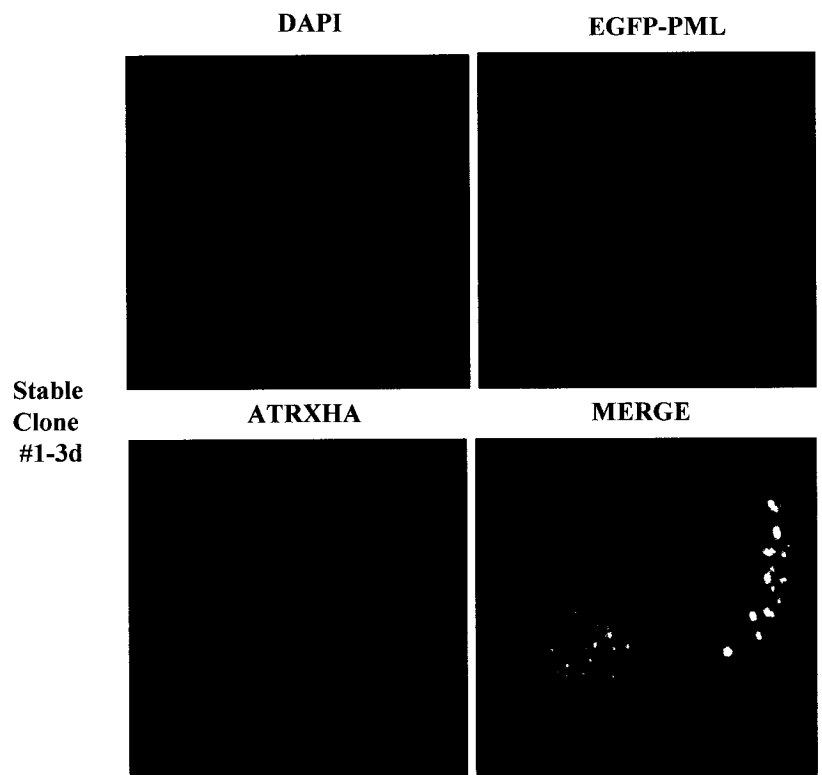 DAPI
EGFP-PML
Stable
Clone
#1-3d
ATRXHA
MERGE